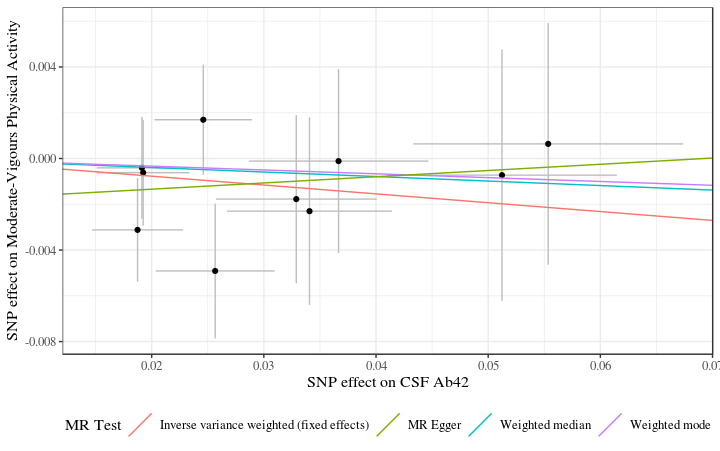 SNP effect on Moderate-Vigours Physical Activity
0.004
0.000
-0.004
-0.008
0.02 0.03 0.04 0.05 0.06 0.07
SNP effect on CSF Ab42
MR Test Inverse variance weighted (fixed effects) MR Egger Weighted median Weighted mode